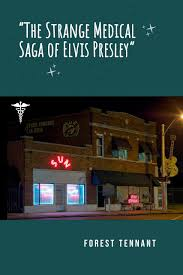 “The Strange Medical
Saga of Elvis Presley“
SUN
FOREST TENNANT